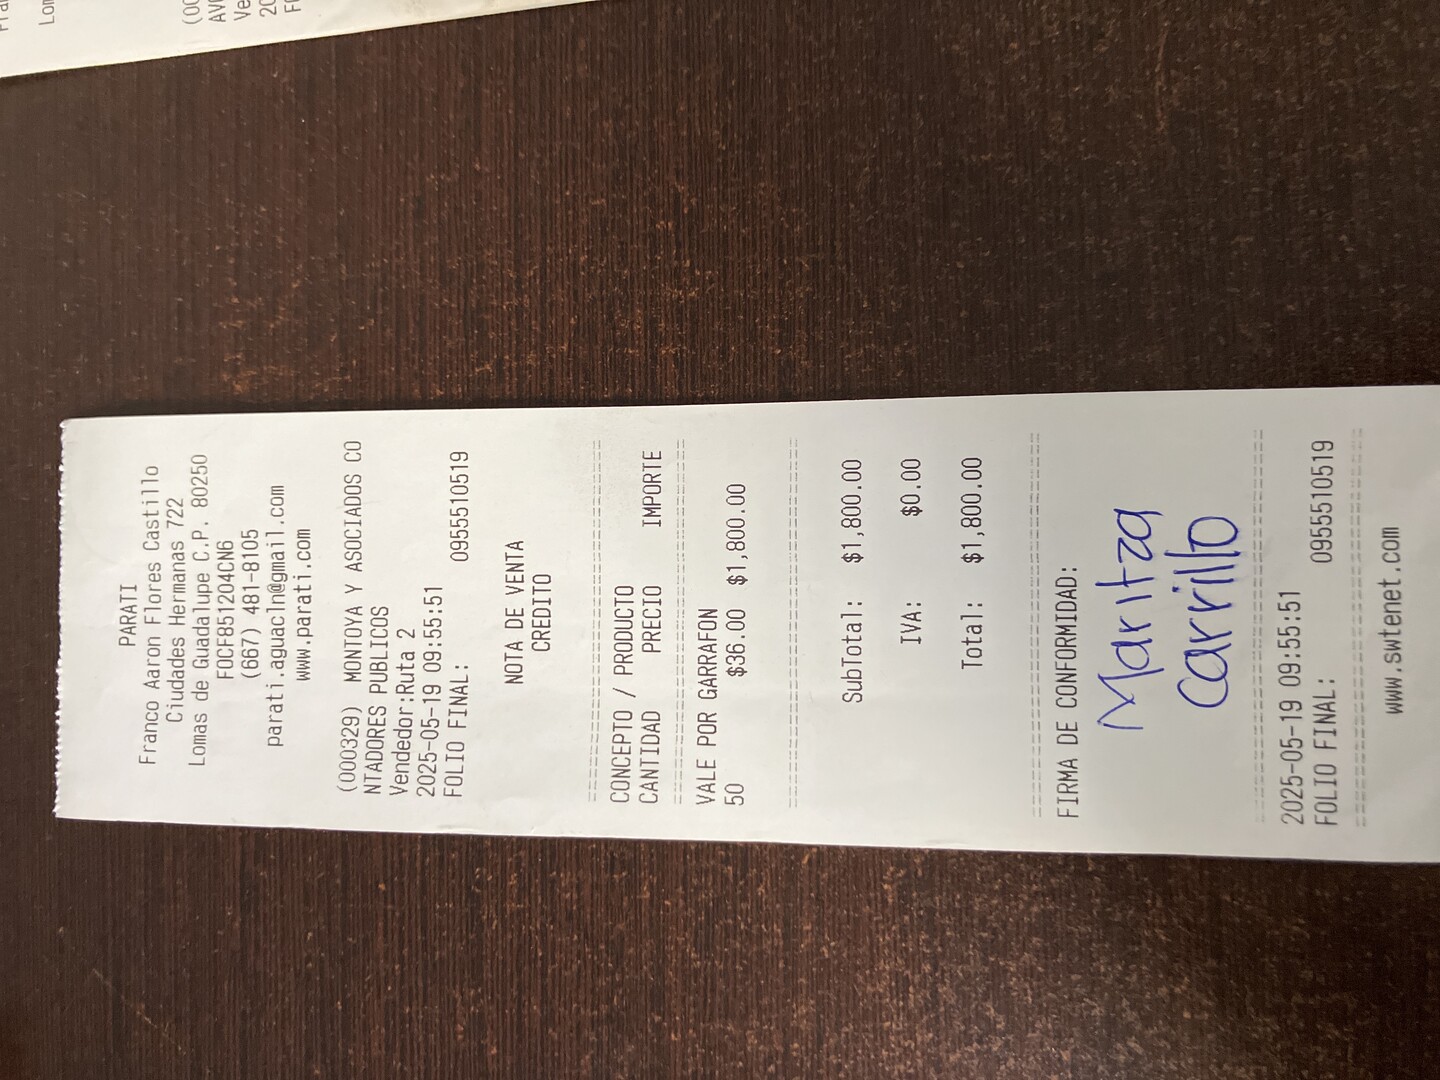 PARATI
Franco Aaron Flores Castillo
Ciudades Hermanas 722
Lomas de Guadalupe C.P. 80250
FOCF851204CN6
(667) 481-8105
parati.aguacln@gmail.com
www.parati.com
(000329) MONTOYA Y ASOCIADOS CO
NTADORES PUBLICOS
Vendedor:Ruta 2
2025-05-19 09:55:51
FOLIO FINAL: 0955510519
NOTA DE VENTA
CREDITO
CONCEPTO / PRODUCTO
CANTIDAD PRECIO IMPORTE
VALE POR GARRAFON
50 $36.00 $1,800.00
SubTotal: $1,800.00
IVA: $0.00
Total: $1,800.00
FIRMA DE CONFORMIDAD:
Maritza
Carrillo
2025-05-19 09:55:51
FOLIO FINAL: 0955510519
www.swtenet.com